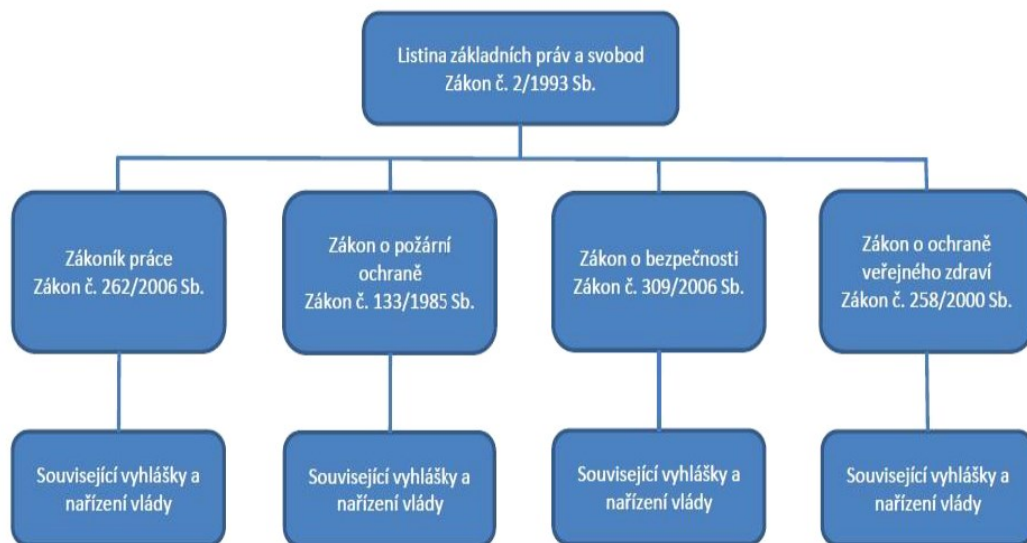 Listina základních práv a svobod
Zákon č. 2/1993 Sb.
Zákoník práce
Zákon č. 262/2006 Sb.
Zákon o požární
ochraně
Zákon č. 133/1985 Sb.
Zákon o bezpečnosti
Zákon č. 309/2006 Sb.
Zákon o ochraně
veřejného zdraví
Zákon č. 258/2000 Sb.
Související vyhlášky a
nařízení vlády
Související vyhlášky a
nařízení vlády
Související vyhlášky a
nařízení vlády
Související vyhlášky a
nařízení vlády